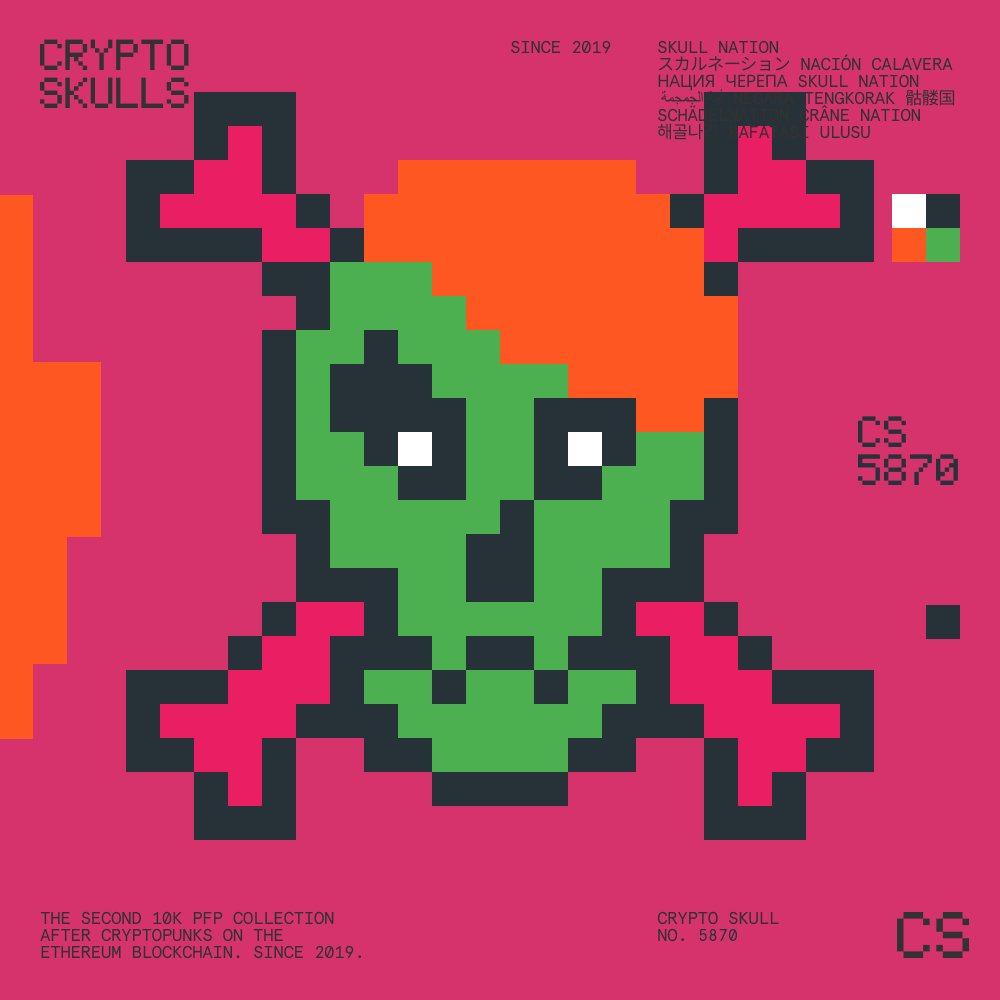 CRYPTO
SKULLS
SINCE 2019
SKULL NATION
スカルネーション NACIÓN CALAVERA
НАЦИЯ ЧЕРЕПА SKULL NATION
TENGKORAK 骷髅国
CRÂNE NATION
ULUSU
CS
5870
THE SECOND 10K PFP COLLECTION
AFTER CRYPTOPUNKS ON THE
ETHEREUM BLOCKCHAIN. SINCE 2019.
CRYPTO SKULL
NO. 5870
CS